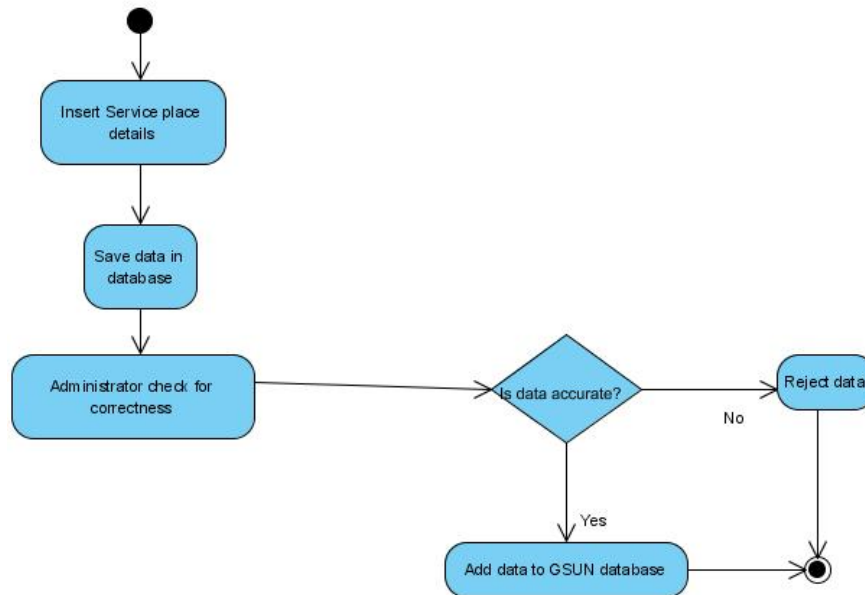 Insert Service place
details
Save data in
database
Administrator check for
correctness
Is data accurate?
Reject data
No
Yes
Add data to GSUN database